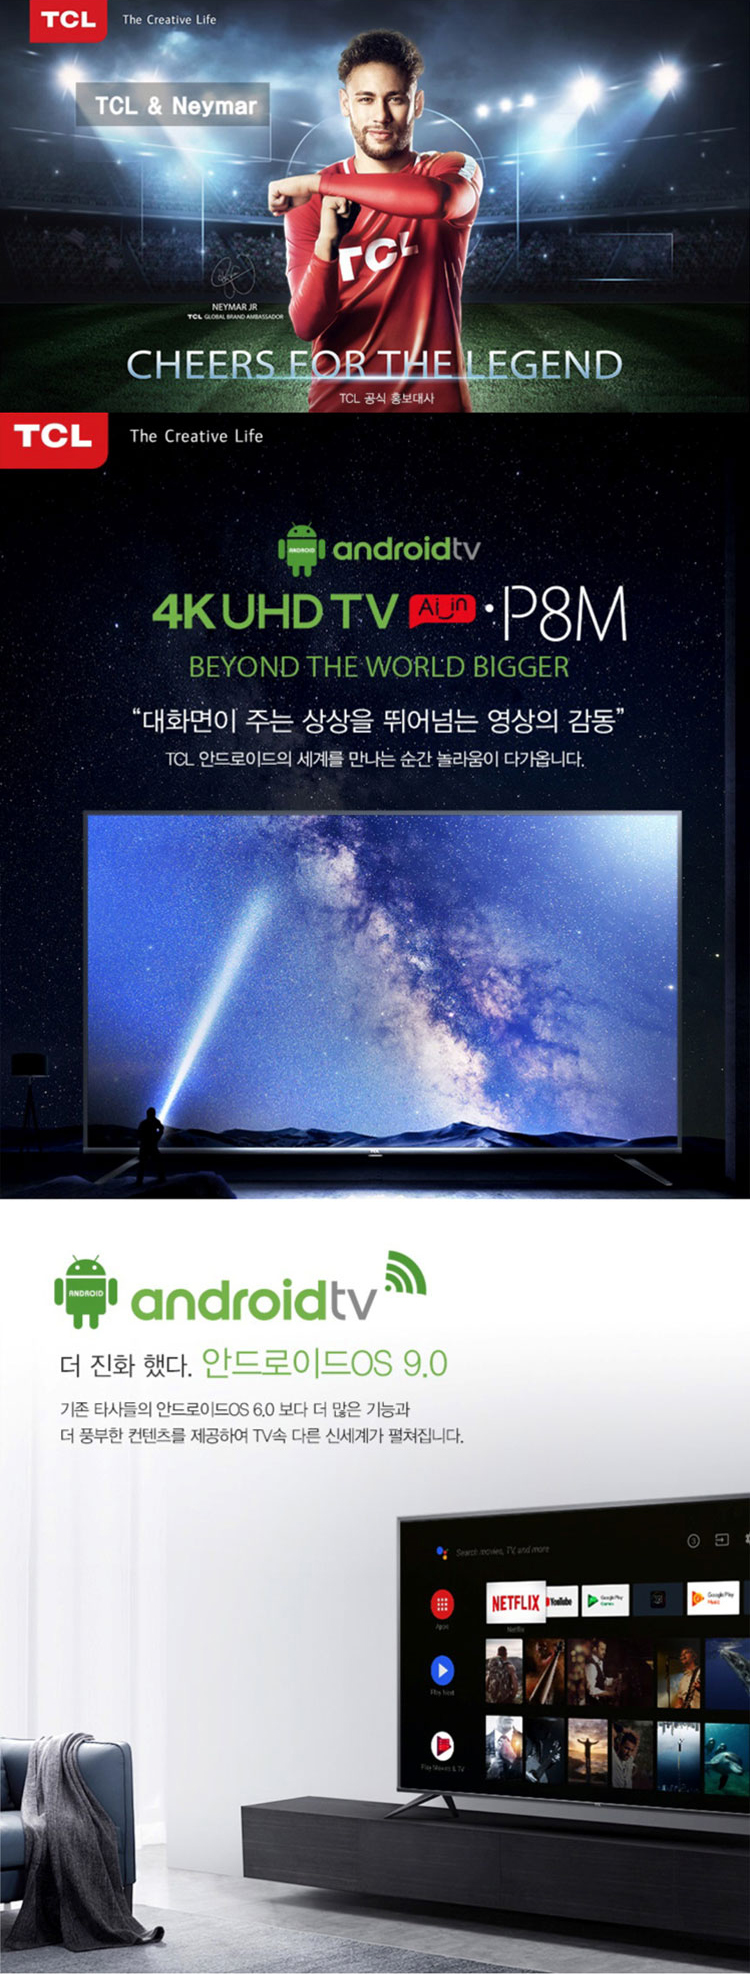 TCL
The Creative Life
TCL & Neymar
TCL
NEYMAR JR
TCL GLOBAL BRAND AMBASSADOR
CHEERS FOR THE LEGEND
TCL 공식 홍보대사
TCL
The Creative Life
ANDROID
androidtv
4K UHD TV Ai_in · P8M
BEYOND THE WORLD BIGGER
“대화면이 주는 상상을 뛰어넘는 영상의 감동”
TCL 안드로이드의 세계를 만나는 순간 놀라움이 다가옵니다.
TCL
ANDROID
androidtv
더 진화 했다. 안드로이드OS 9.0
기존 타사들의 안드로이드OS 6.0 보다 더 많은 기능과
더 풍부한 컨텐츠를 제공하여 TV속 다른 신세계가 펼쳐집니다.
Search movies, TV, and more
NETFLIX
YouTube
Google Play Games
Google Play Music
Apps
Netflix
Play Next
Play Movies & TV